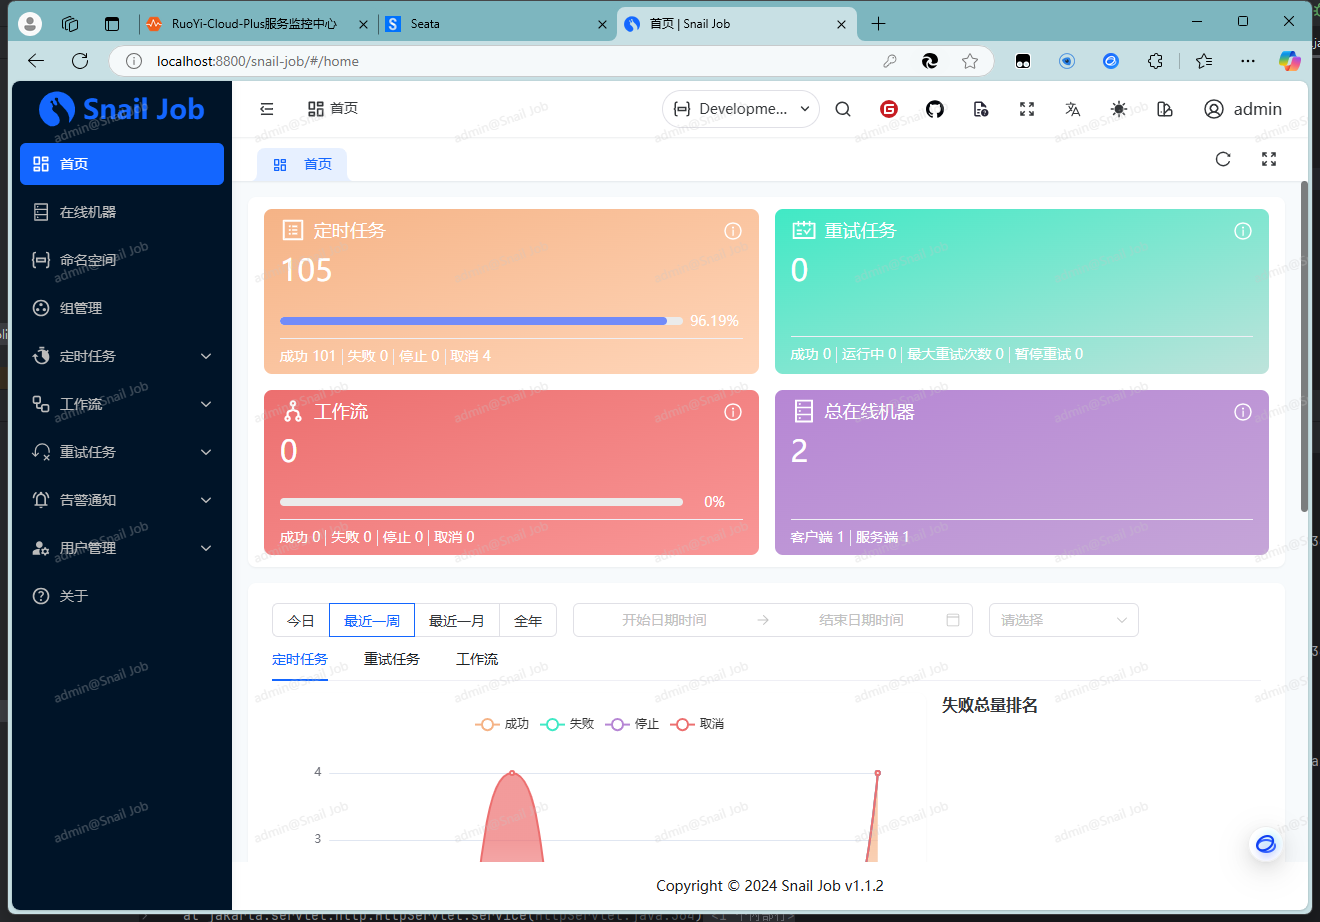 RuoYi-Cloud-Plus服务监控中心
Seata
首页 | Snail Job
localhost:8800/snail-job/#/home
Snail Job
首页
Developme...
admin
首页
首页
在线机器
命名空间
组管理
定时任务
工作流
重试任务
告警通知
用户管理
关于
定时任务
105
96.19%
成功 101 | 失败 0 | 停止 0 | 取消 4
重试任务
0
成功 0 | 运行中 0 | 最大重试次数 0 | 暂停重试 0
工作流
0
0%
成功 0 | 失败 0 | 停止 0 | 取消 0
总在线机器
2
客户端 1 | 服务端 1
今日 最近一周 最近一月 全年 开始日期时间 结束日期时间 请选择
定时任务 重试任务 工作流
失败总量排名
成功 失败 停止 取消
4
3
Copyright © 2024 Snail Job v1.1.2
admin@Snail Job